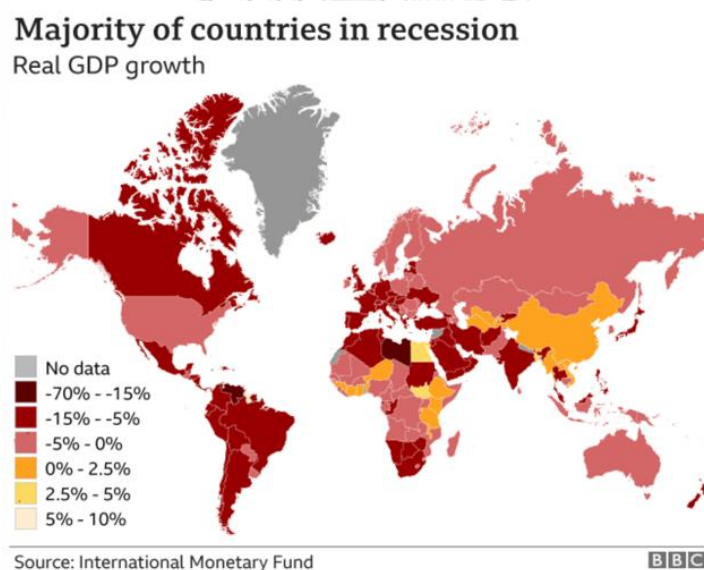 Majority of countries in recession
Real GDP growth
No data
-70% - -15%
-15% - -5%
-5% - 0%
0% - 2.5%
2.5% - 5%
5% - 10%
Source: International Monetary Fund
BBC